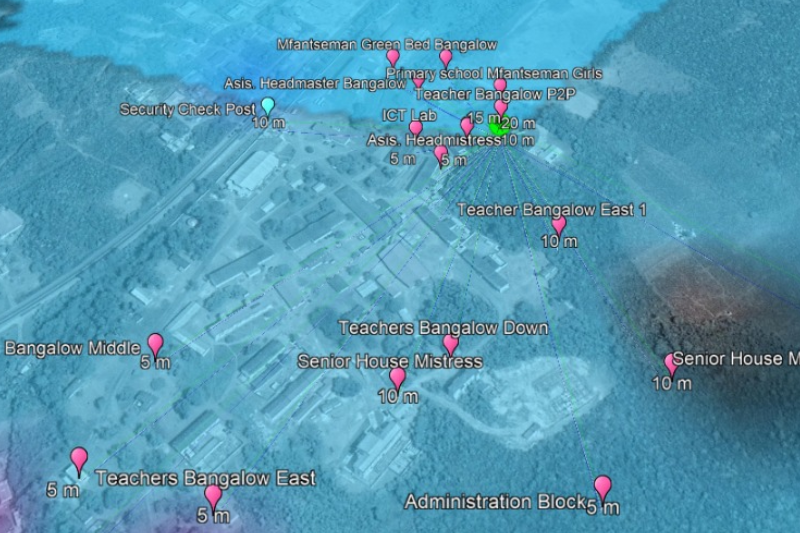 Mfantseman Green Bed Bangalow
Primary school Mfantseman Girls
Asis. Headmaster Bangalow
Teacher Bangalow P2P
Security Check Post
10 m
ICT Lab
15 m
20 m
Asis. Headmistress
10 m
5 m
5 m
Teacher Bangalow East 1
10 m
Teachers Bangalow Down
Bangalow Middle
5 m
Senior House Mistress
10 m
Senior House M
10 m
Teachers Bangalow East
5 m
5 m
Administration Block
5 m